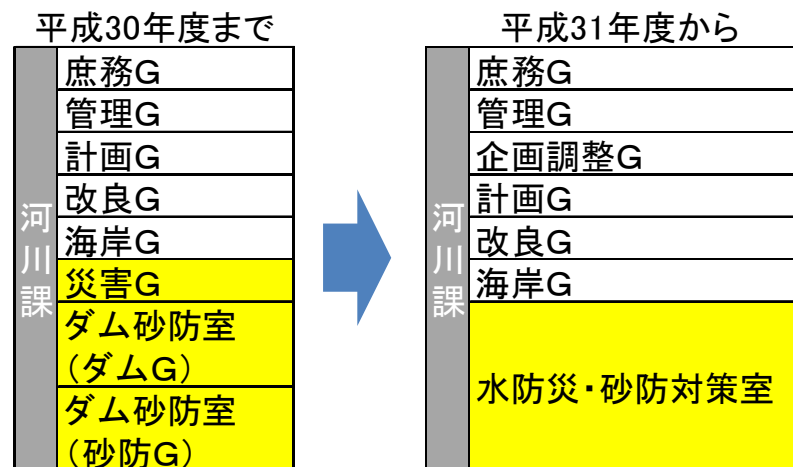 平成30年度まで
河川課
庶務G
管理G
計画G
改良G
海岸G
災害G
ダム砂防室
（ダムG）
ダム砂防室
（砂防G）
平成31年度から
河川課
庶務G
管理G
企画調整G
計画G
改良G
海岸G
水防災・砂防対策室